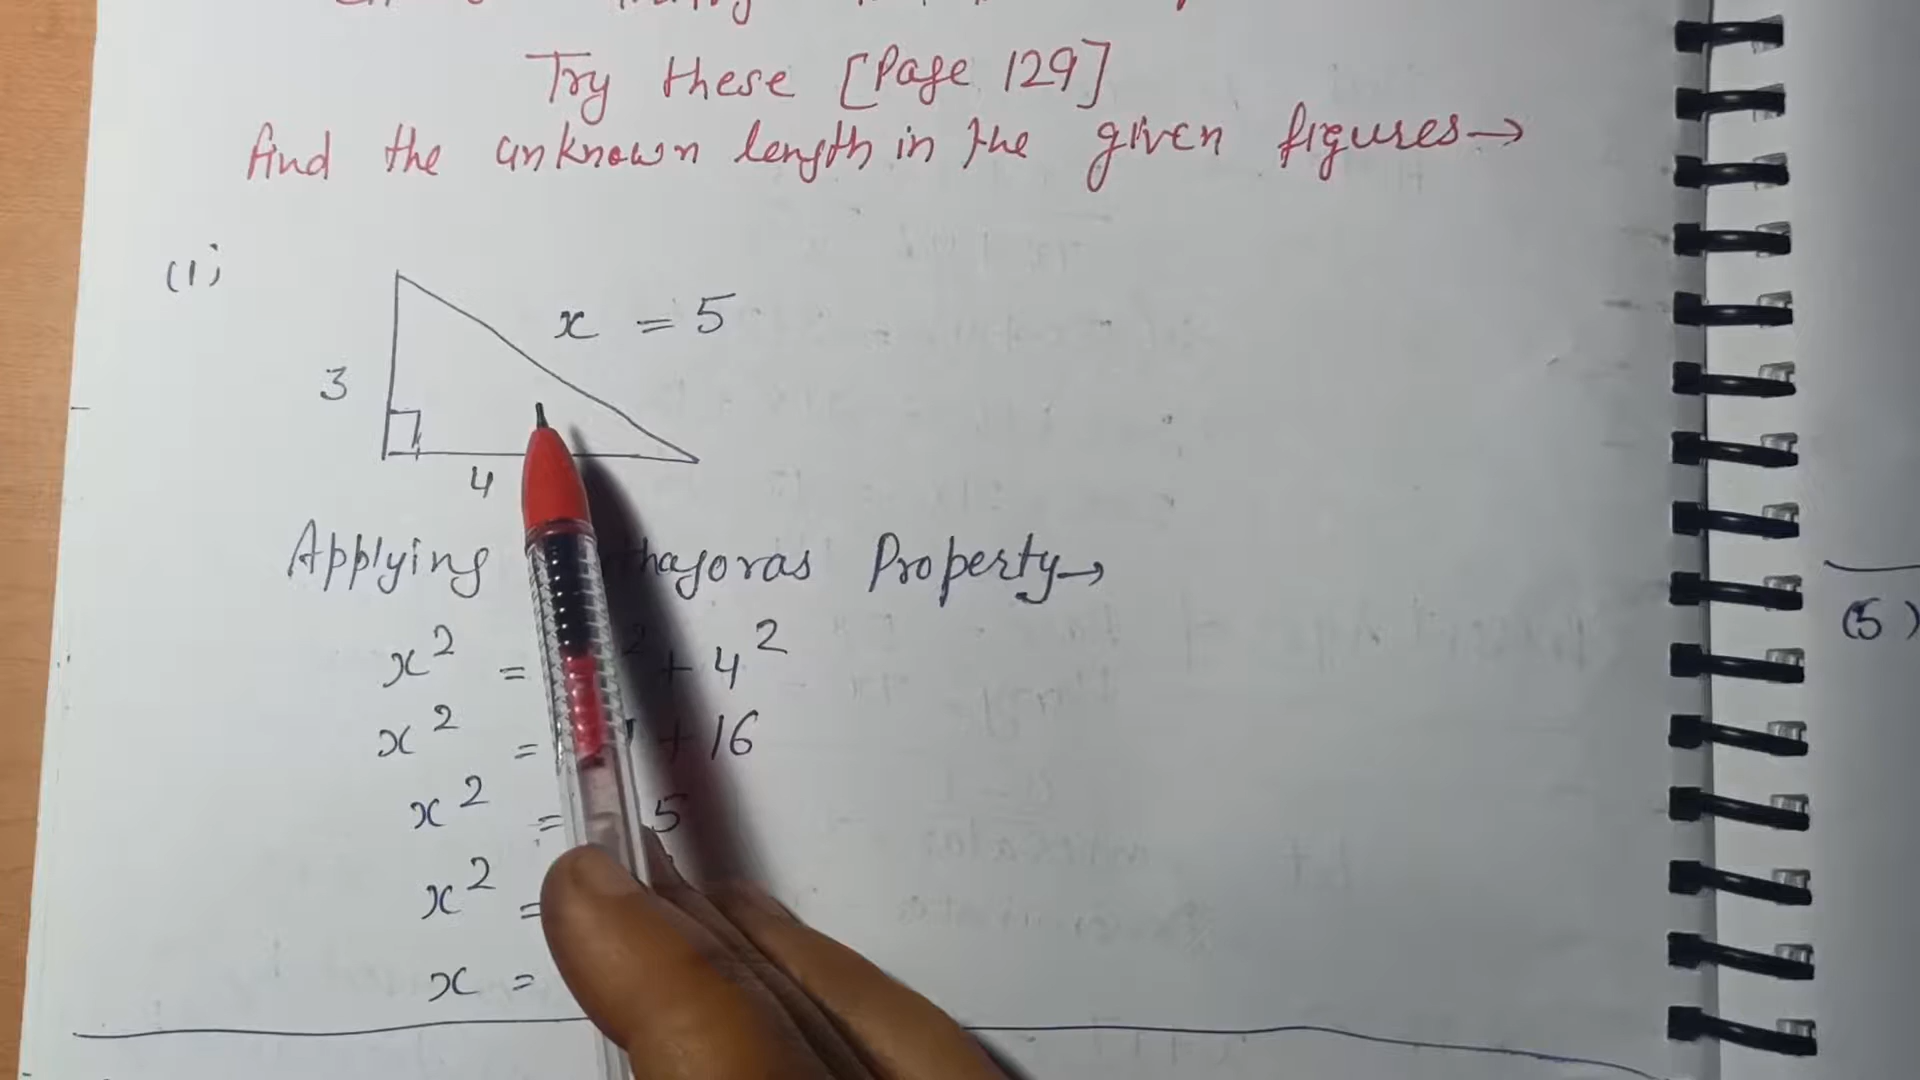 Try these [Page 129]
find the unknown length in the given figures→
(1)
x = 5
3
4
Applying Property→
x² = + 4²
x² = + 16
x² = 5
x² =
x =
(5)